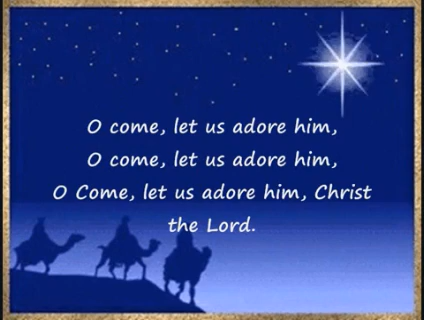 O come, let us adore him,
O come, let us adore him,
O Come, let us adore him, Christ
the Lord.